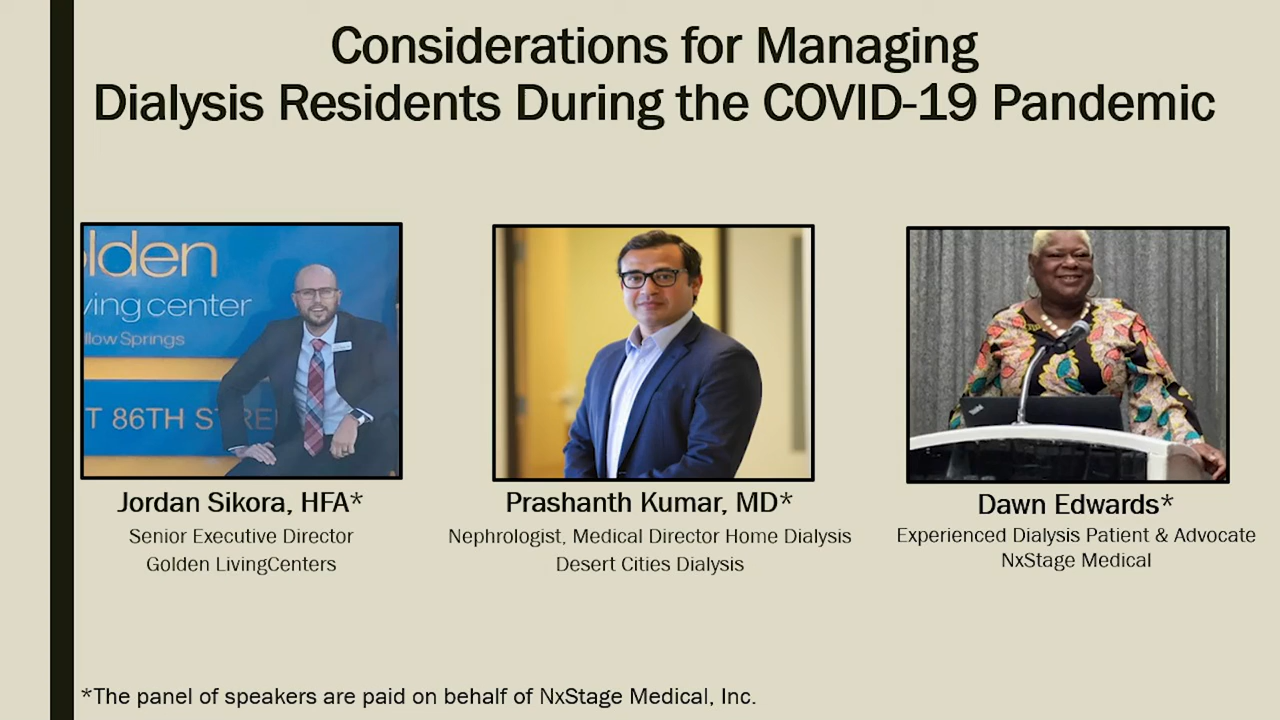 Considerations for Managing
Dialysis Residents During the COVID-19 Pandemic
lden
ving center
llow Springs
T 86TH STREE
Jordan Sikora, HFA*
Senior Executive Director
Golden LivingCenters
Prashanth Kumar, MD*
Nephrologist, Medical Director Home Dialysis
Desert Cities Dialysis
Dawn Edwards*
Experienced Dialysis Patient & Advocate
NxStage Medical
*The panel of speakers are paid on behalf of NxStage Medical, Inc.